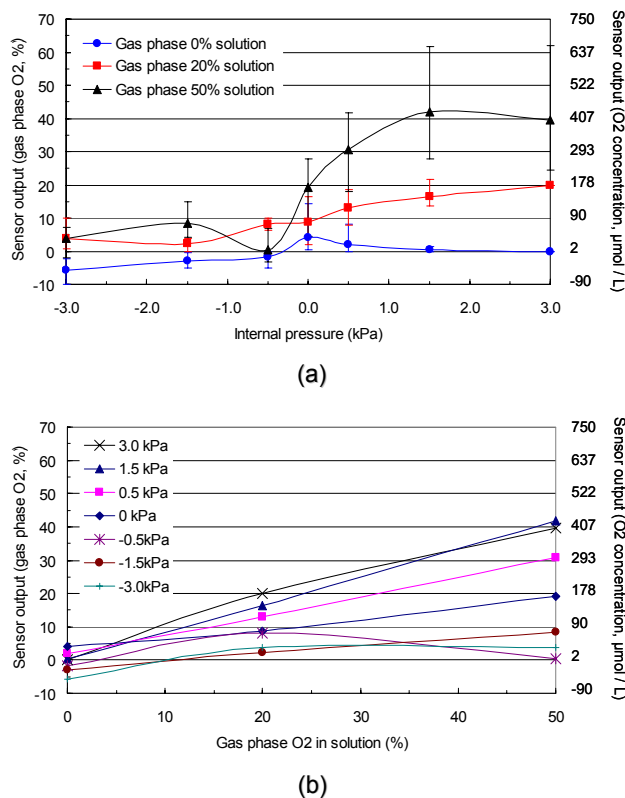 70
60
50
40
30
20
10
0
-10
Sensor output (gas phase O2, %)
Gas phase 0% solution
Gas phase 20% solution
Gas phase 50% solution
750
637
522
407
293
178
90
2
-90
Sensor output (O2 concentration, µmol / L)
-3.0 -2.0 -1.0 0.0 1.0 2.0 3.0
Internal pressure (kPa)
(a)
70
60
50
40
30
20
10
0
-10
Sensor output (gas phase O2, %)
3.0 kPa
1.5 kPa
0.5 kPa
0 kPa
-0.5kPa
-1.5kPa
-3.0kPa
750
637
522
407
293
178
90
2
-90
Sensor output (O2 concentration, µmol / L)
0 10 20 30 40 50
Gas phase O2 in solution (%)
(b)